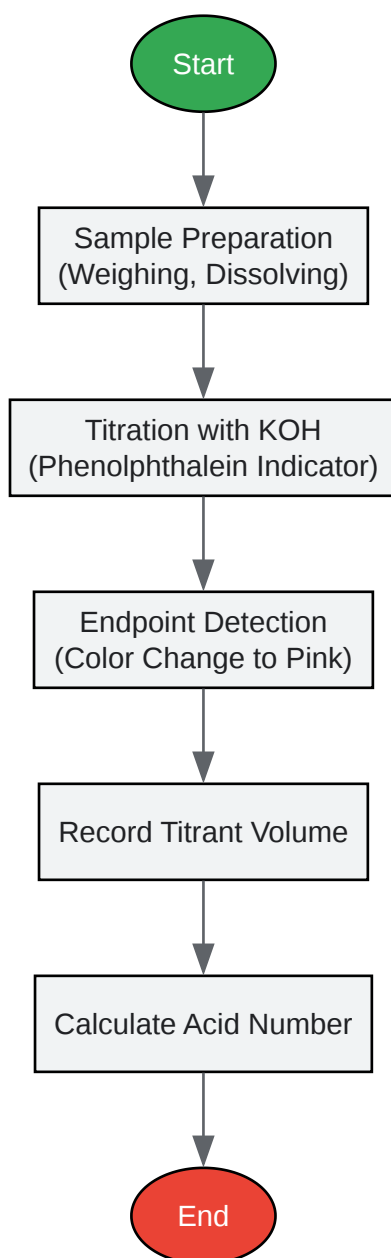 Start
Sample Preparation
(Weighing, Dissolving)
Titration with KOH
(Phenolphthalein Indicator)
Endpoint Detection
(Color Change to Pink)
Record Titrant Volume
Calculate Acid Number
End